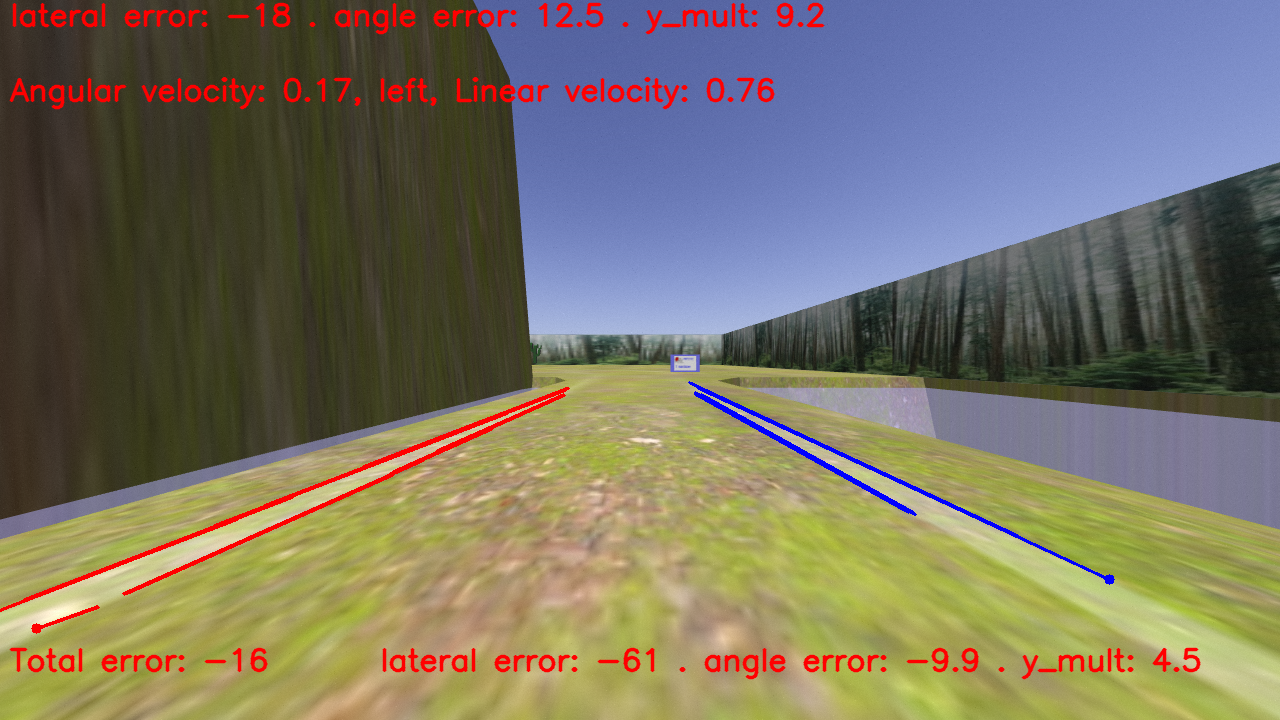 lateral error: −18 . angle error: 12.5 . y_mult: 9.2
Angular velocity: 0.17, left, Linear velocity: 0.76
Total error: −16 lateral error: −61 . angle error: −9.9 . y_mult: 4.5